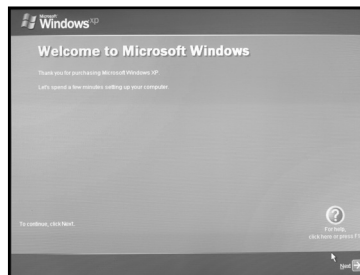 Microsoft
Windows xp
Welcome to Microsoft Windows
Thank you for purchasing Microsoft Windows XP.
Let's spend a few minutes setting up your computer.
To continue, click Next.
For help,
click here or press F1
Next